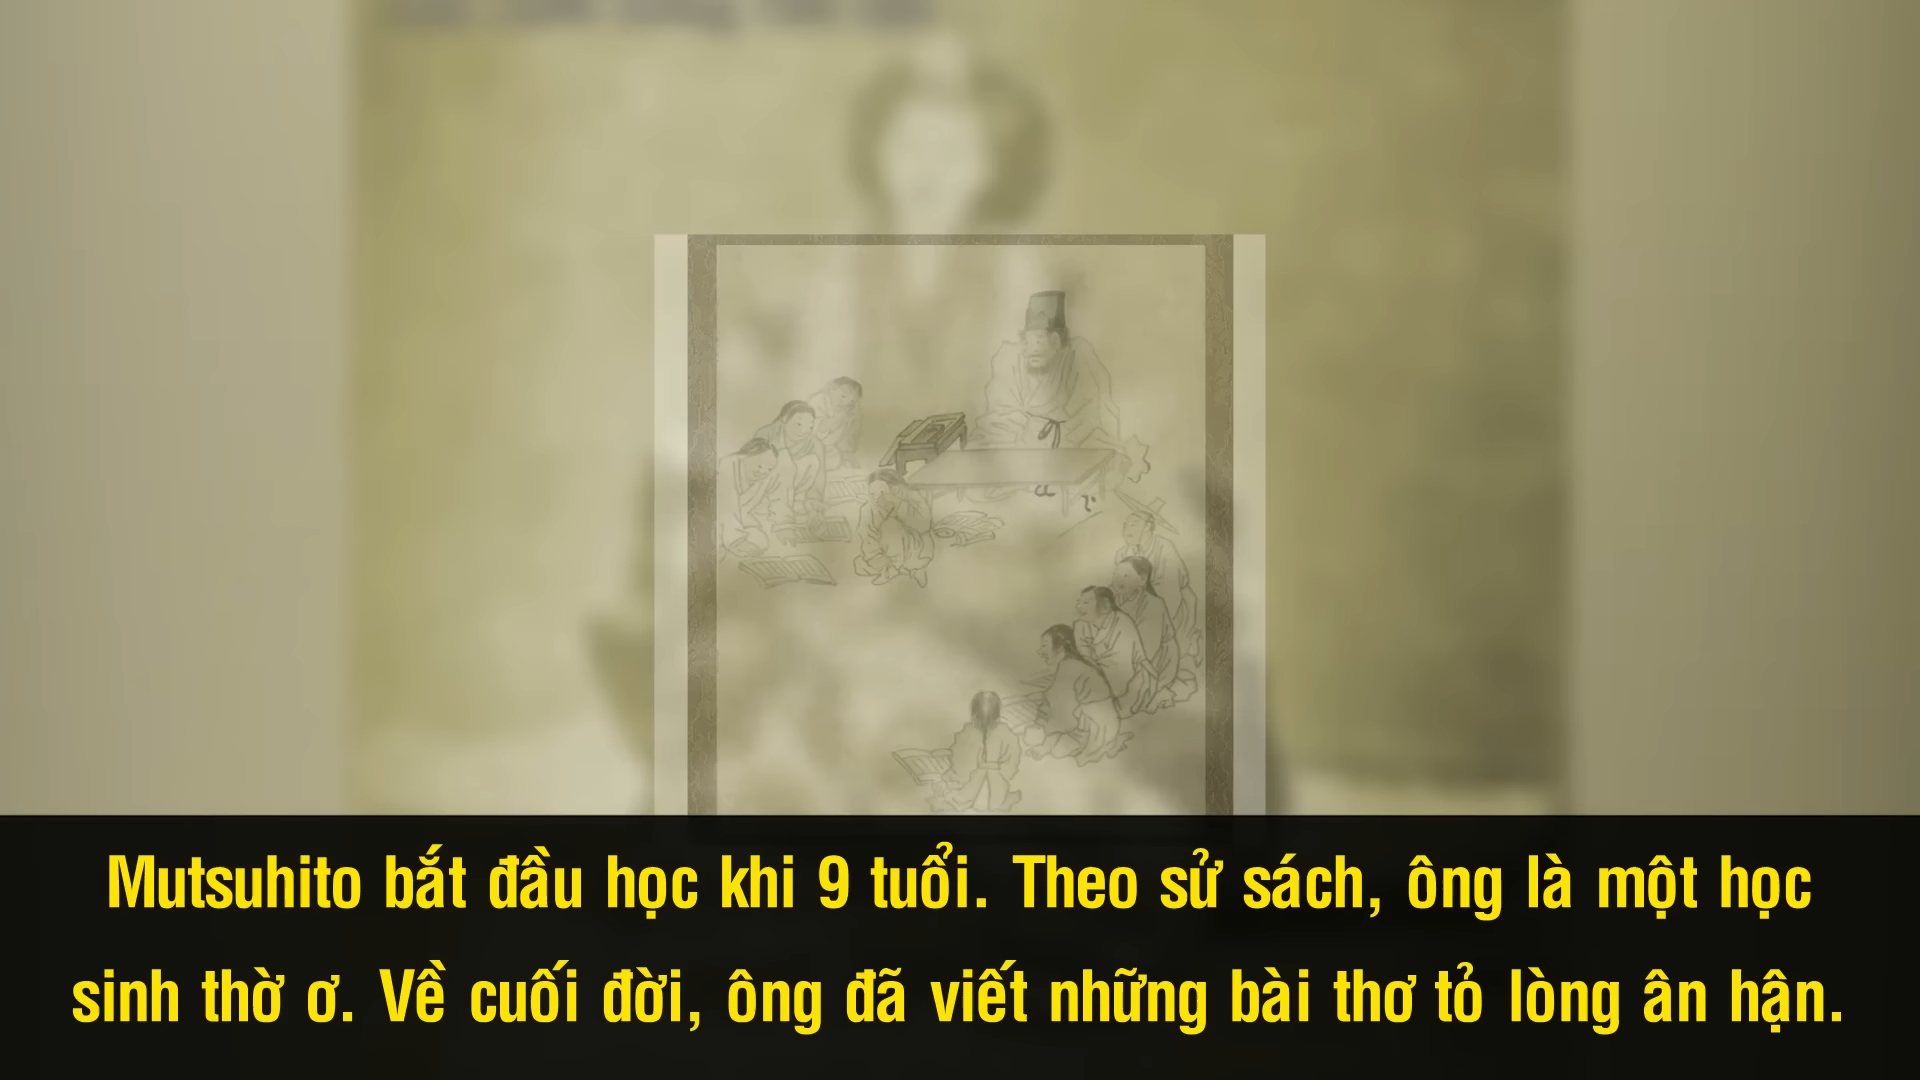 Mutsuhito bắt đầu học khi 9 tuổi. Theo sử sách, ông là một học
sinh thờ ơ. Về cuối đời, ông đã viết những bài thơ tỏ lòng ân hận.